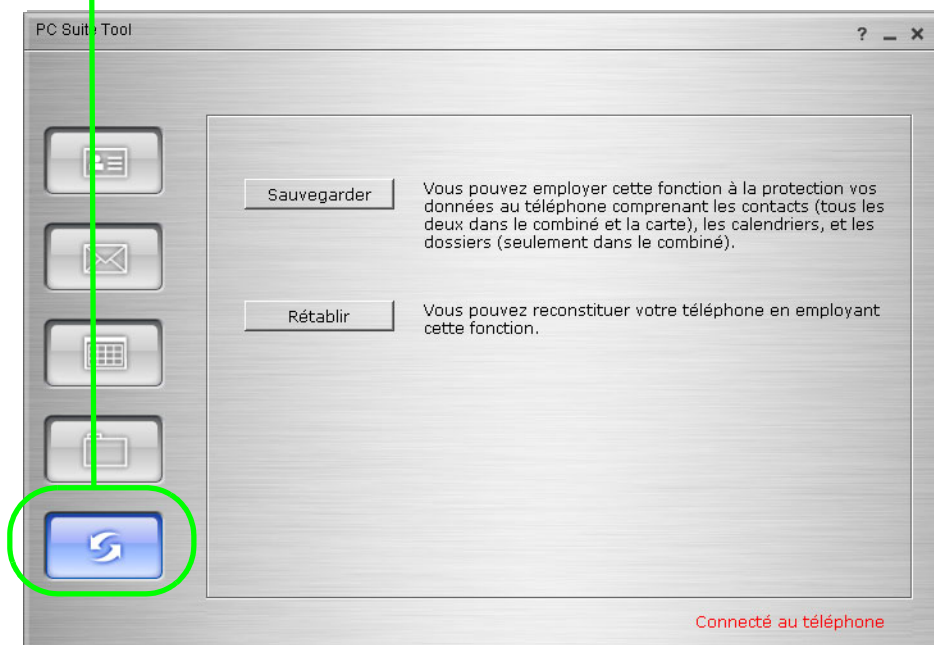 PC Suite Tool
? _ ×
Sauvegarder
Vous pouvez employer cette fonction à la protection vos
données au téléphone comprenant les contacts (tous les
deux dans le combiné et la carte), les calendriers, et les
dossiers (seulement dans le combiné).
Rétablir
Vous pouvez reconstituer votre téléphone en employant
cette fonction.
Connecté au téléphone